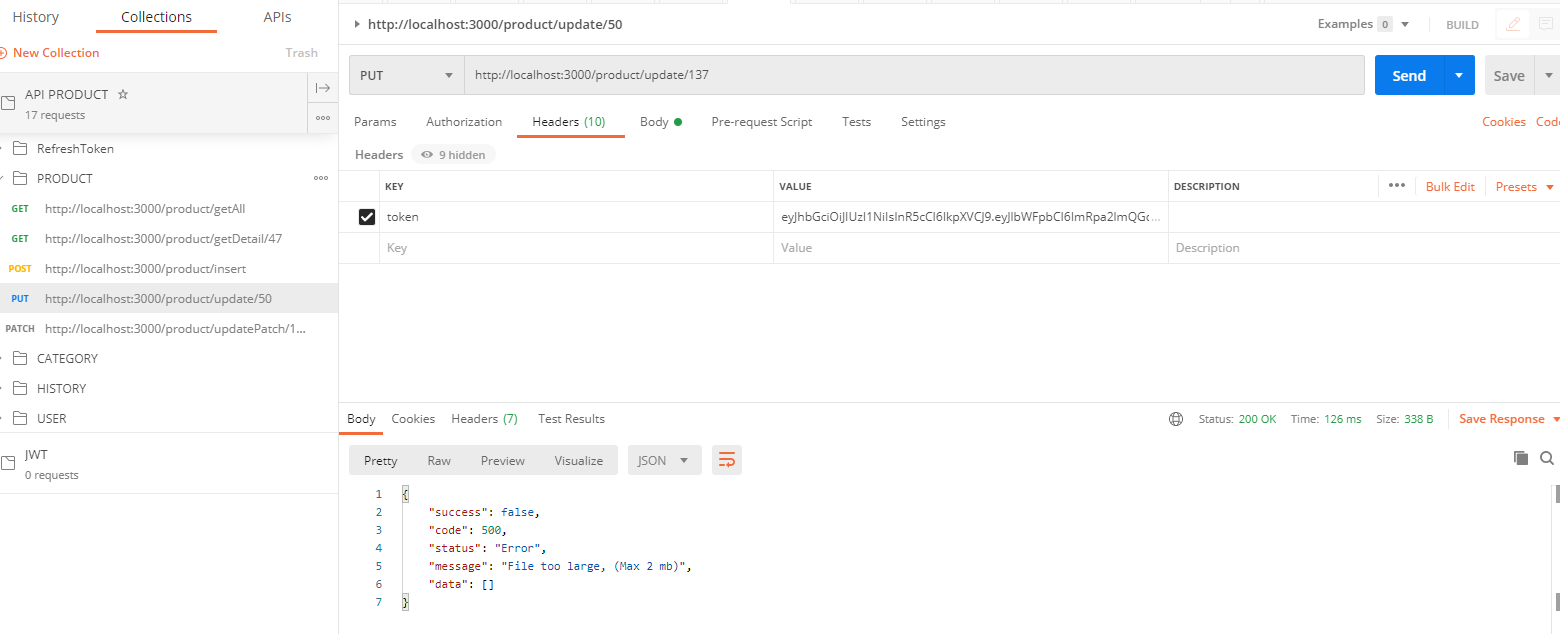 History Collections APIs
New Collection Trash
API PRODUCT
17 requests
RefreshToken
PRODUCT
GET http://localhost:3000/product/getAll
GET http://localhost:3000/product/getDetail/47
POST http://localhost:3000/product/insert
PUT http://localhost:3000/product/update/50
PATCH http://localhost:3000/product/updatePatch/1...
CATEGORY
HISTORY
USER
JWT
0 requests
http://localhost:3000/product/update/50 Examples 0 BUILD
PUT http://localhost:3000/product/update/137 Send Save
Params Authorization Headers (10) Body Pre-request Script Tests Settings Cookies Code
Headers 9 hidden
KEY VALUE DESCRIPTION Bulk Edit Presets
token
Key Value Description
Body Cookies Headers (7) Test Results Status: 200 OK Time: 126 ms Size: 338 B Save Response
Pretty Raw Preview Visualize JSON
1 {
2 "success": false,
3 "code": 500,
4 "status": "Error",
5 "message": "File too large, (Max 2 mb)",
6 "data": []
7 }